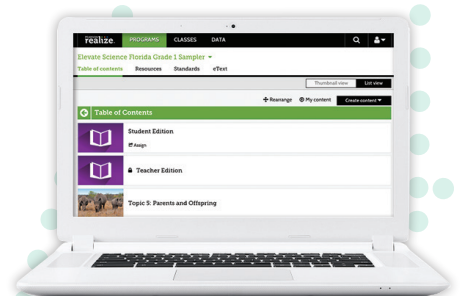 realize. PROGRAMS CLASSES DATA
Elevate Science Florida Grade 1 Sampler
Table of contents Resources Standards eText
Thumbnail view List view
Rearrange My content Create content
Table of Contents
Student Edition
Assign
Teacher Edition
Topic 5: Parents and Offspring